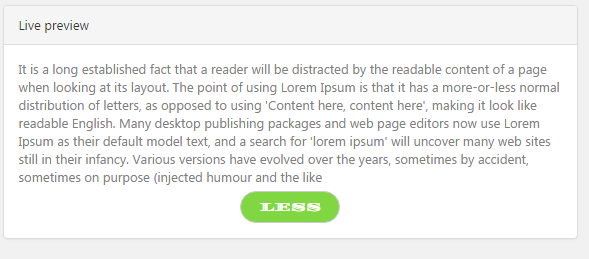 Live preview
It is a long established fact that a reader will be distracted by the readable content of a page
when looking at its layout. The point of using Lorem Ipsum is that it has a more-or-less normal
distribution of letters, as opposed to using 'Content here, content here', making it look like
readable English. Many desktop publishing packages and web page editors now use Lorem
Ipsum as their default model text, and a search for 'lorem ipsum' will uncover many web sites
still in their infancy. Various versions have evolved over the years, sometimes by accident,
sometimes on purpose (injected humour and the like
LESS